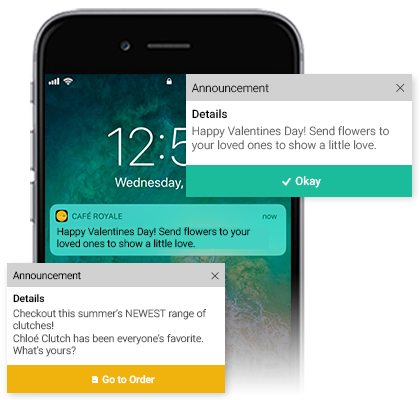 Announcement
Details
Happy Valentines Day! Send flowers to
your loved ones to show a little love.
Okay
12:5
Wednesday,
CAFÉ ROYALE now
Happy Valentines Day! Send flowers to your
loved ones to show a little love.
Announcement
Details
Checkout this summer's NEWEST range of
clutches!
Chloé Clutch has been everyone's favorite.
What's yours?
Go to Order